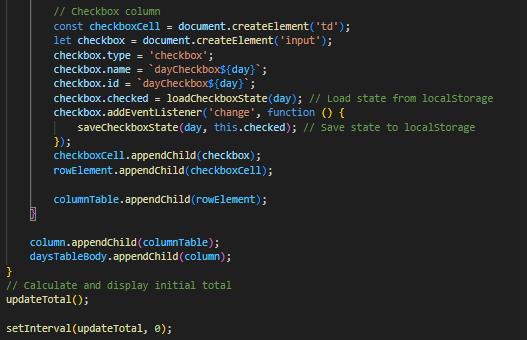 // Checkbox column
const checkboxCell = document.createElement('td');
let checkbox = document.createElement('input');
checkbox.type = 'checkbox';
checkbox.name = `dayCheckbox${day}`;
checkbox.id = `dayCheckbox${day}`;
checkbox.checked = loadCheckboxState(day); // Load state from localStorage
checkbox.addEventListener('change', function () {
saveCheckboxState(day, this.checked); // Save state to localStorage
});
checkboxCell.appendChild(checkbox);
rowElement.appendChild(checkboxCell);
columnTable.appendChild(rowElement);
}
column.appendChild(columnTable);
daysTableBody.appendChild(column);
}
// Calculate and display initial total
updateTotal();
setInterval(updateTotal, 0);